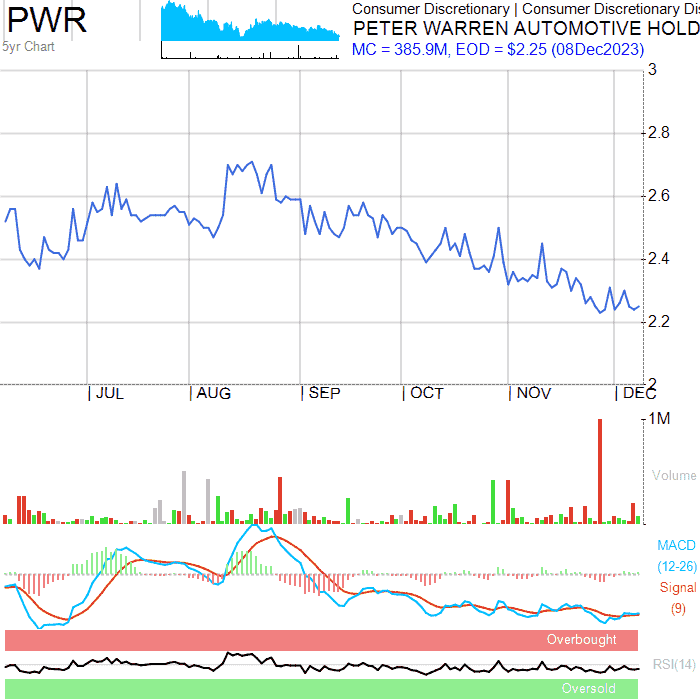 PWR
5yr Chart
Consumer Discretionary | Consumer Discretionary Dis
PETER WARREN AUTOMOTIVE HOLD
MC = 385.9M, EOD = $2.25 (08Dec2023)
3
2.8
2.6
2.4
2.2
2
JUL AUG SEP OCT NOV DEC
1M
Volume
MACD
(12-26)
Signal
(9)
Overbought
RSI(14)
Oversold